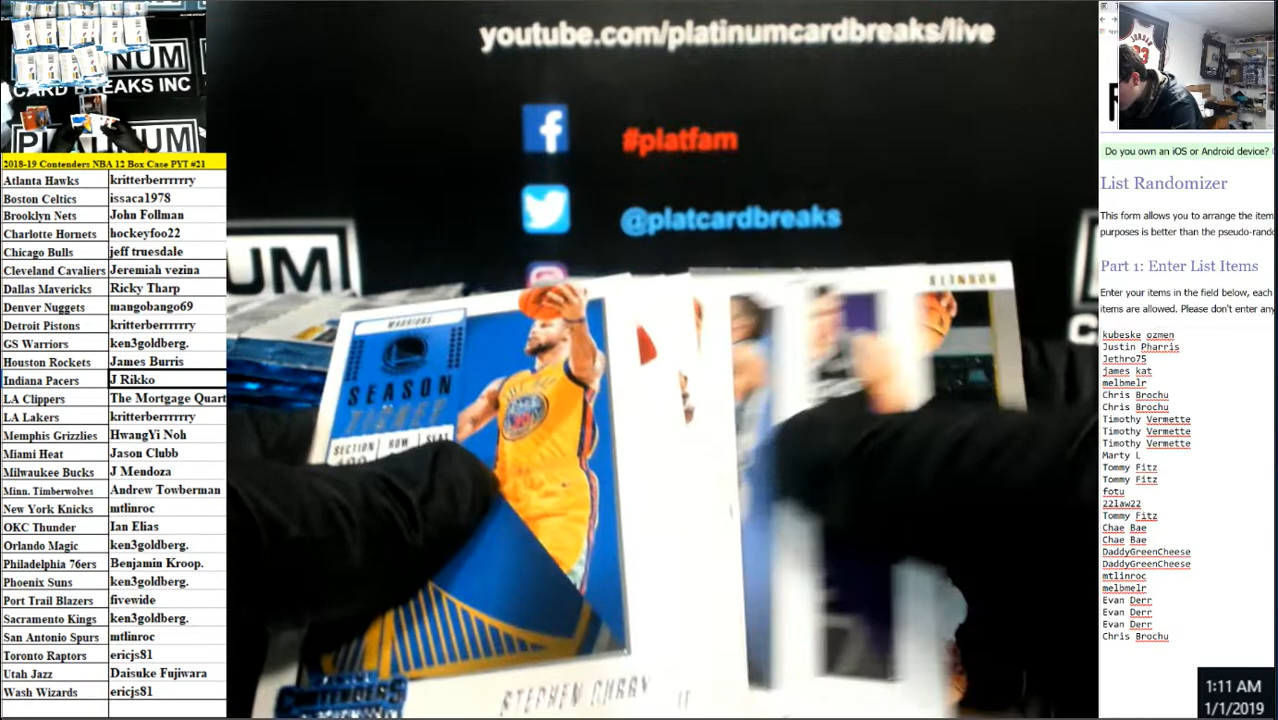 youtube.com/platinumcardbreaks/live
#platfam
@platcardbreaks
NUM
CARD BREAKS INC
2018-19 Contenders NBA 12 Box Case PYT #21
Atlanta Hawks kritterberrrrrry
Boston Celtics issaca1978
Brooklyn Nets John Follman
Charlotte Hornets hockeyfoo22
Chicago Bulls jeff truesdale
Cleveland Cavaliers Jeremiah vezina
Dallas Mavericks Ricky Tharp
Denver Nuggets mangobango69
Detroit Pistons kritterberrrrrry
GS Warriors ken3goldberg.
Houston Rockets James Burris
Indiana Pacers J Rikko
LA Clippers The Mortgage Quart
LA Lakers kritterberrrrrry
Memphis Grizzlies HwangYi Noh
Miami Heat Jason Clubb
Milwaukee Bucks J Mendoza
Minn. Timberwolves Andrew Towberman
New York Knicks mtlinroc
OKC Thunder Ian Elias
Orlando Magic ken3goldberg.
Philadelphia 76ers Benjamin Kroop.
Phoenix Suns ken3goldberg.
Port Trail Blazers fivewide
Sacramento Kings ken3goldberg.
San Antonio Spurs mtlinroc
Toronto Raptors ericjs81
Utah Jazz Daisuke Fujiwara
Wash Wizards ericjs81
UM
WARRIORS
SEASON
TICKET
SECTION ROW SEAT
CONTENDERS
STEPHEN CURRY
HORNETS
JORDAN
Do you own an iOS or Android device?
List Randomizer
This form allows you to arrange the item
purposes is better than the pseudo-rando
Part 1: Enter List Items
Enter your items in the field below, each
items are allowed. Please don't enter any
kubeske ozmen
Justin Pharris
Jethro75
james kat
melbmelr
Chris Brochu
Chris Brochu
Timothy Vermette
Timothy Vermette
Timothy Vermette
Marty L
Tommy Fitz
Tommy Fitz
fotu
22law22
Tommy Fitz
Chae Bae
Chae Bae
DaddyGreenCheese
DaddyGreenCheese
mtlinroc
melbmelr
Evan Derr
Evan Derr
Evan Derr
Chris Brochu
1:11 AM
1/1/2019